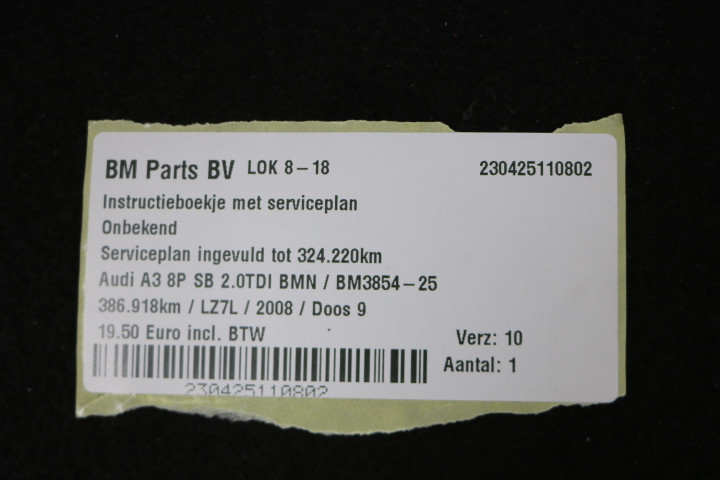 BM Parts BV LOK 8-18 230425110802
Instructieboekje met serviceplan
Onbekend
Serviceplan ingevuld tot 324.220km
Audi A3 8P SB 2.0TDI BMN / BM3854-25
386.918km / LZ7L / 2008 / Doos 9
19.50 Euro incl. BTW
Verz: 10
Aantal: 1
230425110802